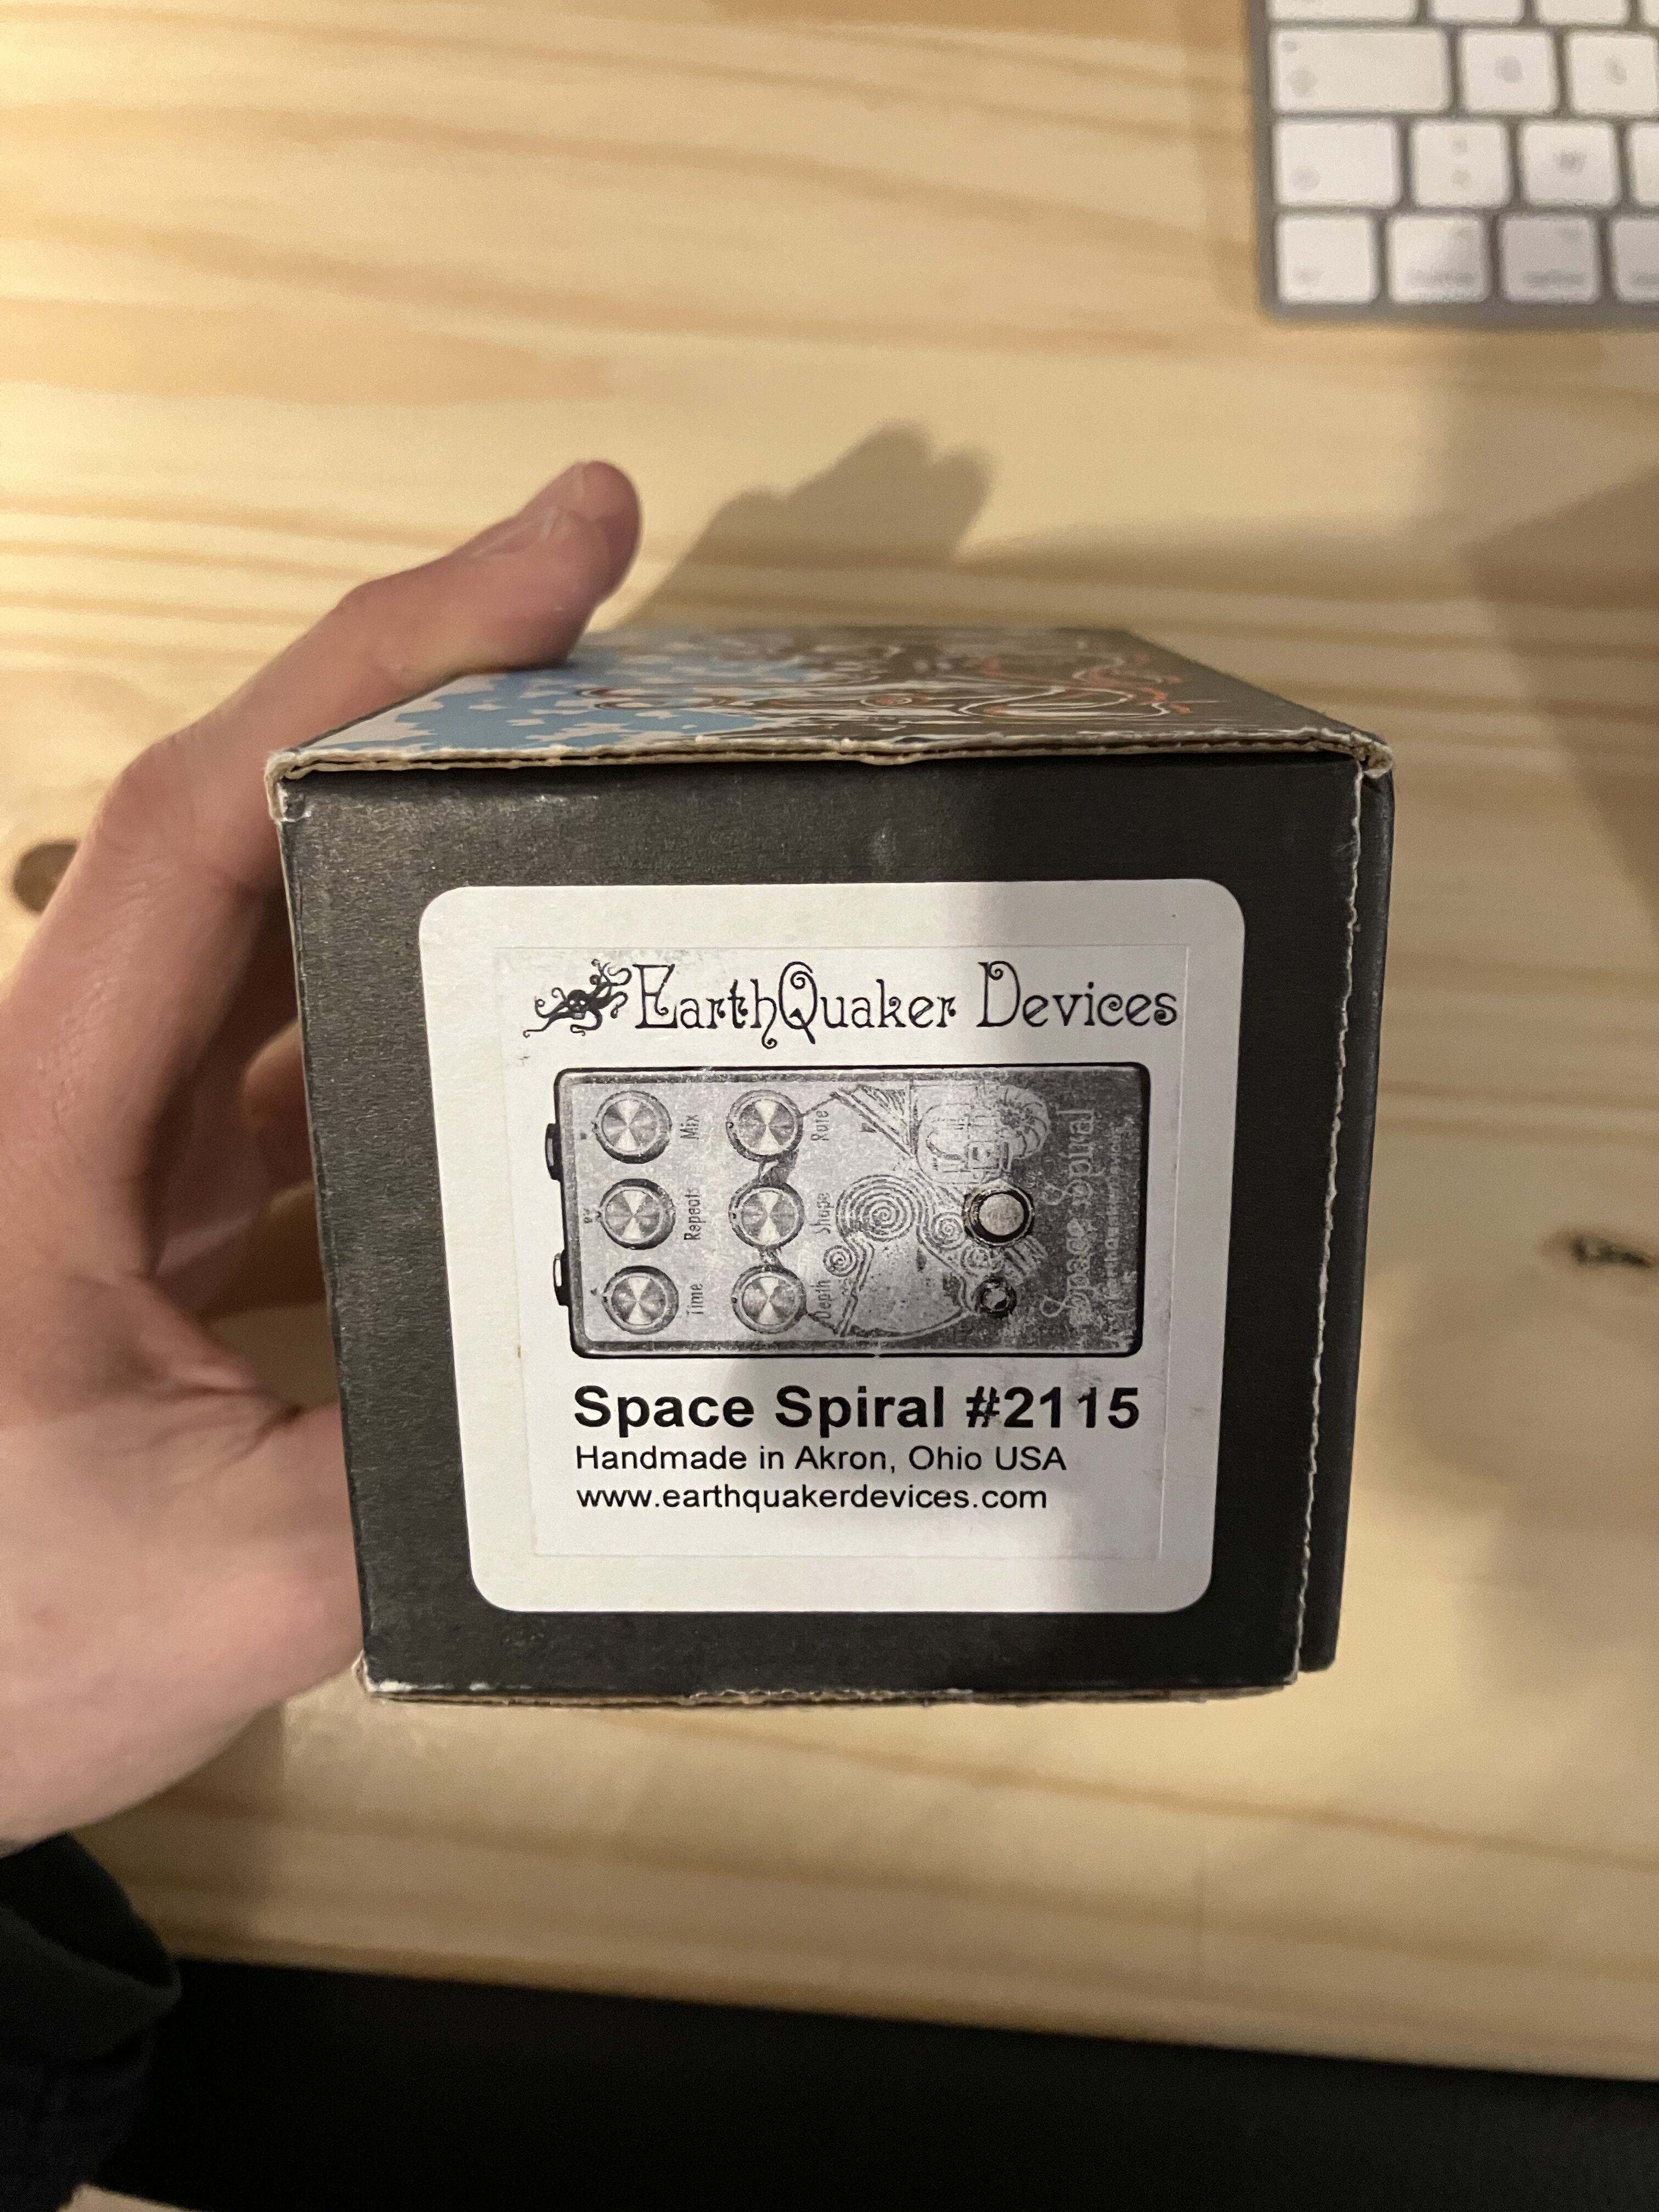 EarthQuaker Devices
Mix
Rate
Repeats
Shape
Time
Depth
Space Spiral
Space Spiral #2115
Handmade in Akron, Ohio USA
www.earthquakerdevices.com